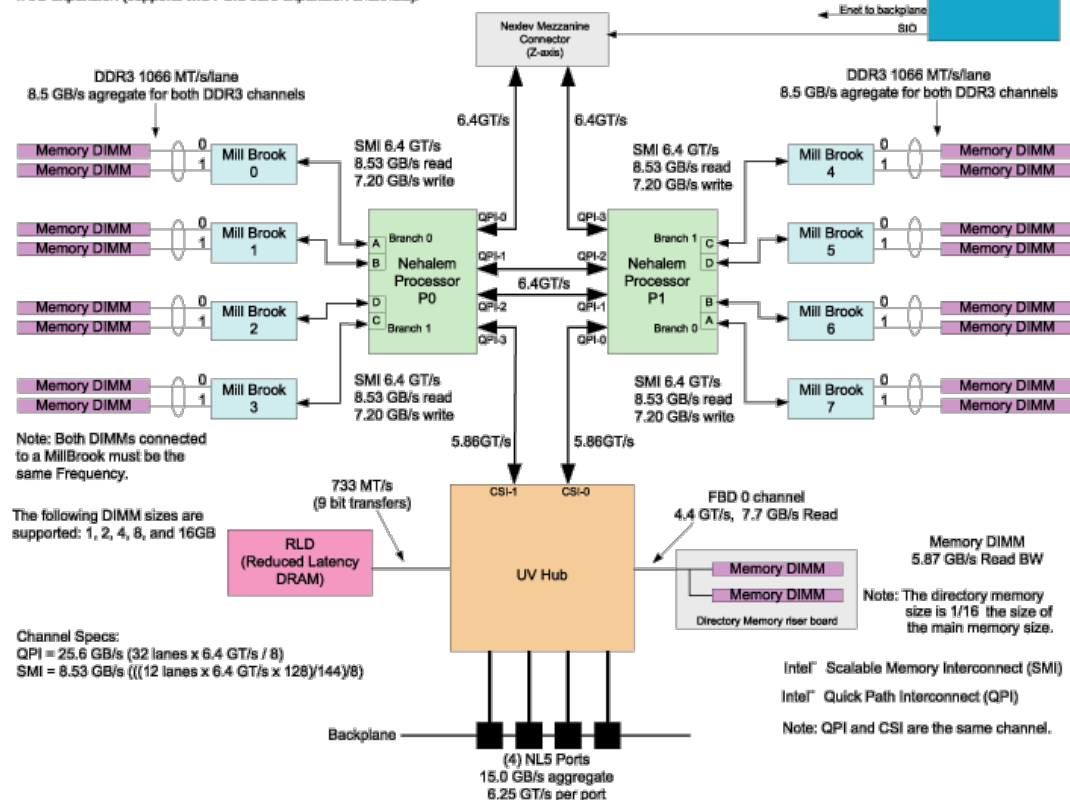 Nexlev Mezzanine
Connector
(Z-axis)
Enet to backplane
SIO
DDR3 1066 MT/s/lane
8.5 GB/s agregate for both DDR3 channels
DDR3 1066 MT/s/lane
8.5 GB/s agregate for both DDR3 channels
6.4GT/s
6.4GT/s
Memory DIMM
Memory DIMM
0
1
Mill Brook
0
SMI 6.4 GT/s
8.53 GB/s read
7.20 GB/s write
SMI 6.4 GT/s
8.53 GB/s read
7.20 GB/s write
Mill Brook
4
0
1
Memory DIMM
Memory DIMM
Memory DIMM
Memory DIMM
0
1
Mill Brook
1
Mill Brook
5
0
1
Memory DIMM
Memory DIMM
Memory DIMM
Memory DIMM
0
1
Mill Brook
2
Mill Brook
6
0
1
Memory DIMM
Memory DIMM
Memory DIMM
Memory DIMM
0
1
Mill Brook
3
Mill Brook
7
0
1
Memory DIMM
Memory DIMM
A
Branch 0
B
Nehalem
Processor
P0
D
C
Branch 1
QPI-0
QPI-1
QPI-2
QPI-3
6.4GT/s
QPI-3
QPI-2
QPI-1
QPI-0
Branch 1
C
D
Nehalem
Processor
P1
B
Branch 0
A
SMI 6.4 GT/s
8.53 GB/s read
7.20 GB/s write
SMI 6.4 GT/s
8.53 GB/s read
7.20 GB/s write
5.86GT/s
5.86GT/s
Note: Both DIMMs connected
to a MillBrook must be the
same Frequency.
The following DIMM sizes are
supported: 1, 2, 4, 8, and 16GB
733 MT/s
(9 bit transfers)
RLD
(Reduced Latency
DRAM)
CSI-1
CSI-0
UV Hub
FBD 0 channel
4.4 GT/s, 7.7 GB/s Read
Memory DIMM
Memory DIMM
Directory Memory riser board
Memory DIMM
5.87 GB/s Read BW
Note: The directory memory
size is 1/16 the size of
the main memory size.
Channel Specs:
QPI = 25.6 GB/s (32 lanes x 6.4 GT/s / 8)
SMI = 8.53 GB/s (((12 lanes x 6.4 GT/s x 128)/144)/8)
Intel™ Scalable Memory Interconnect (SMI)
Intel™ Quick Path Interconnect (QPI)
Note: QPI and CSI are the same channel.
Backplane
(4) NL5 Ports
15.0 GB/s aggregate
6.25 GT/s per port